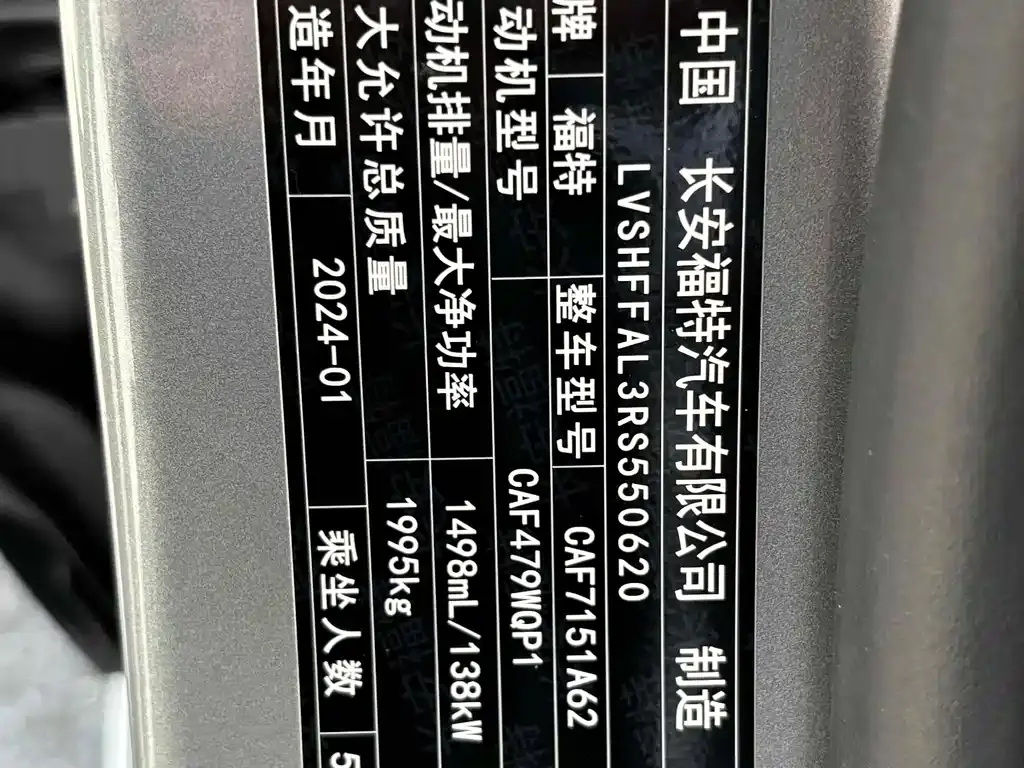 中国 长安福特汽车有限公司 制造
LVSHFFAL3RS550620
牌 福特 整车型号 CAF7151A62
动机型号 CAF479WQP1
动机排量/最大净功率 1498mL/138kW
大允许总质量 1995kg
造年月 2024-01 乘坐人数 5